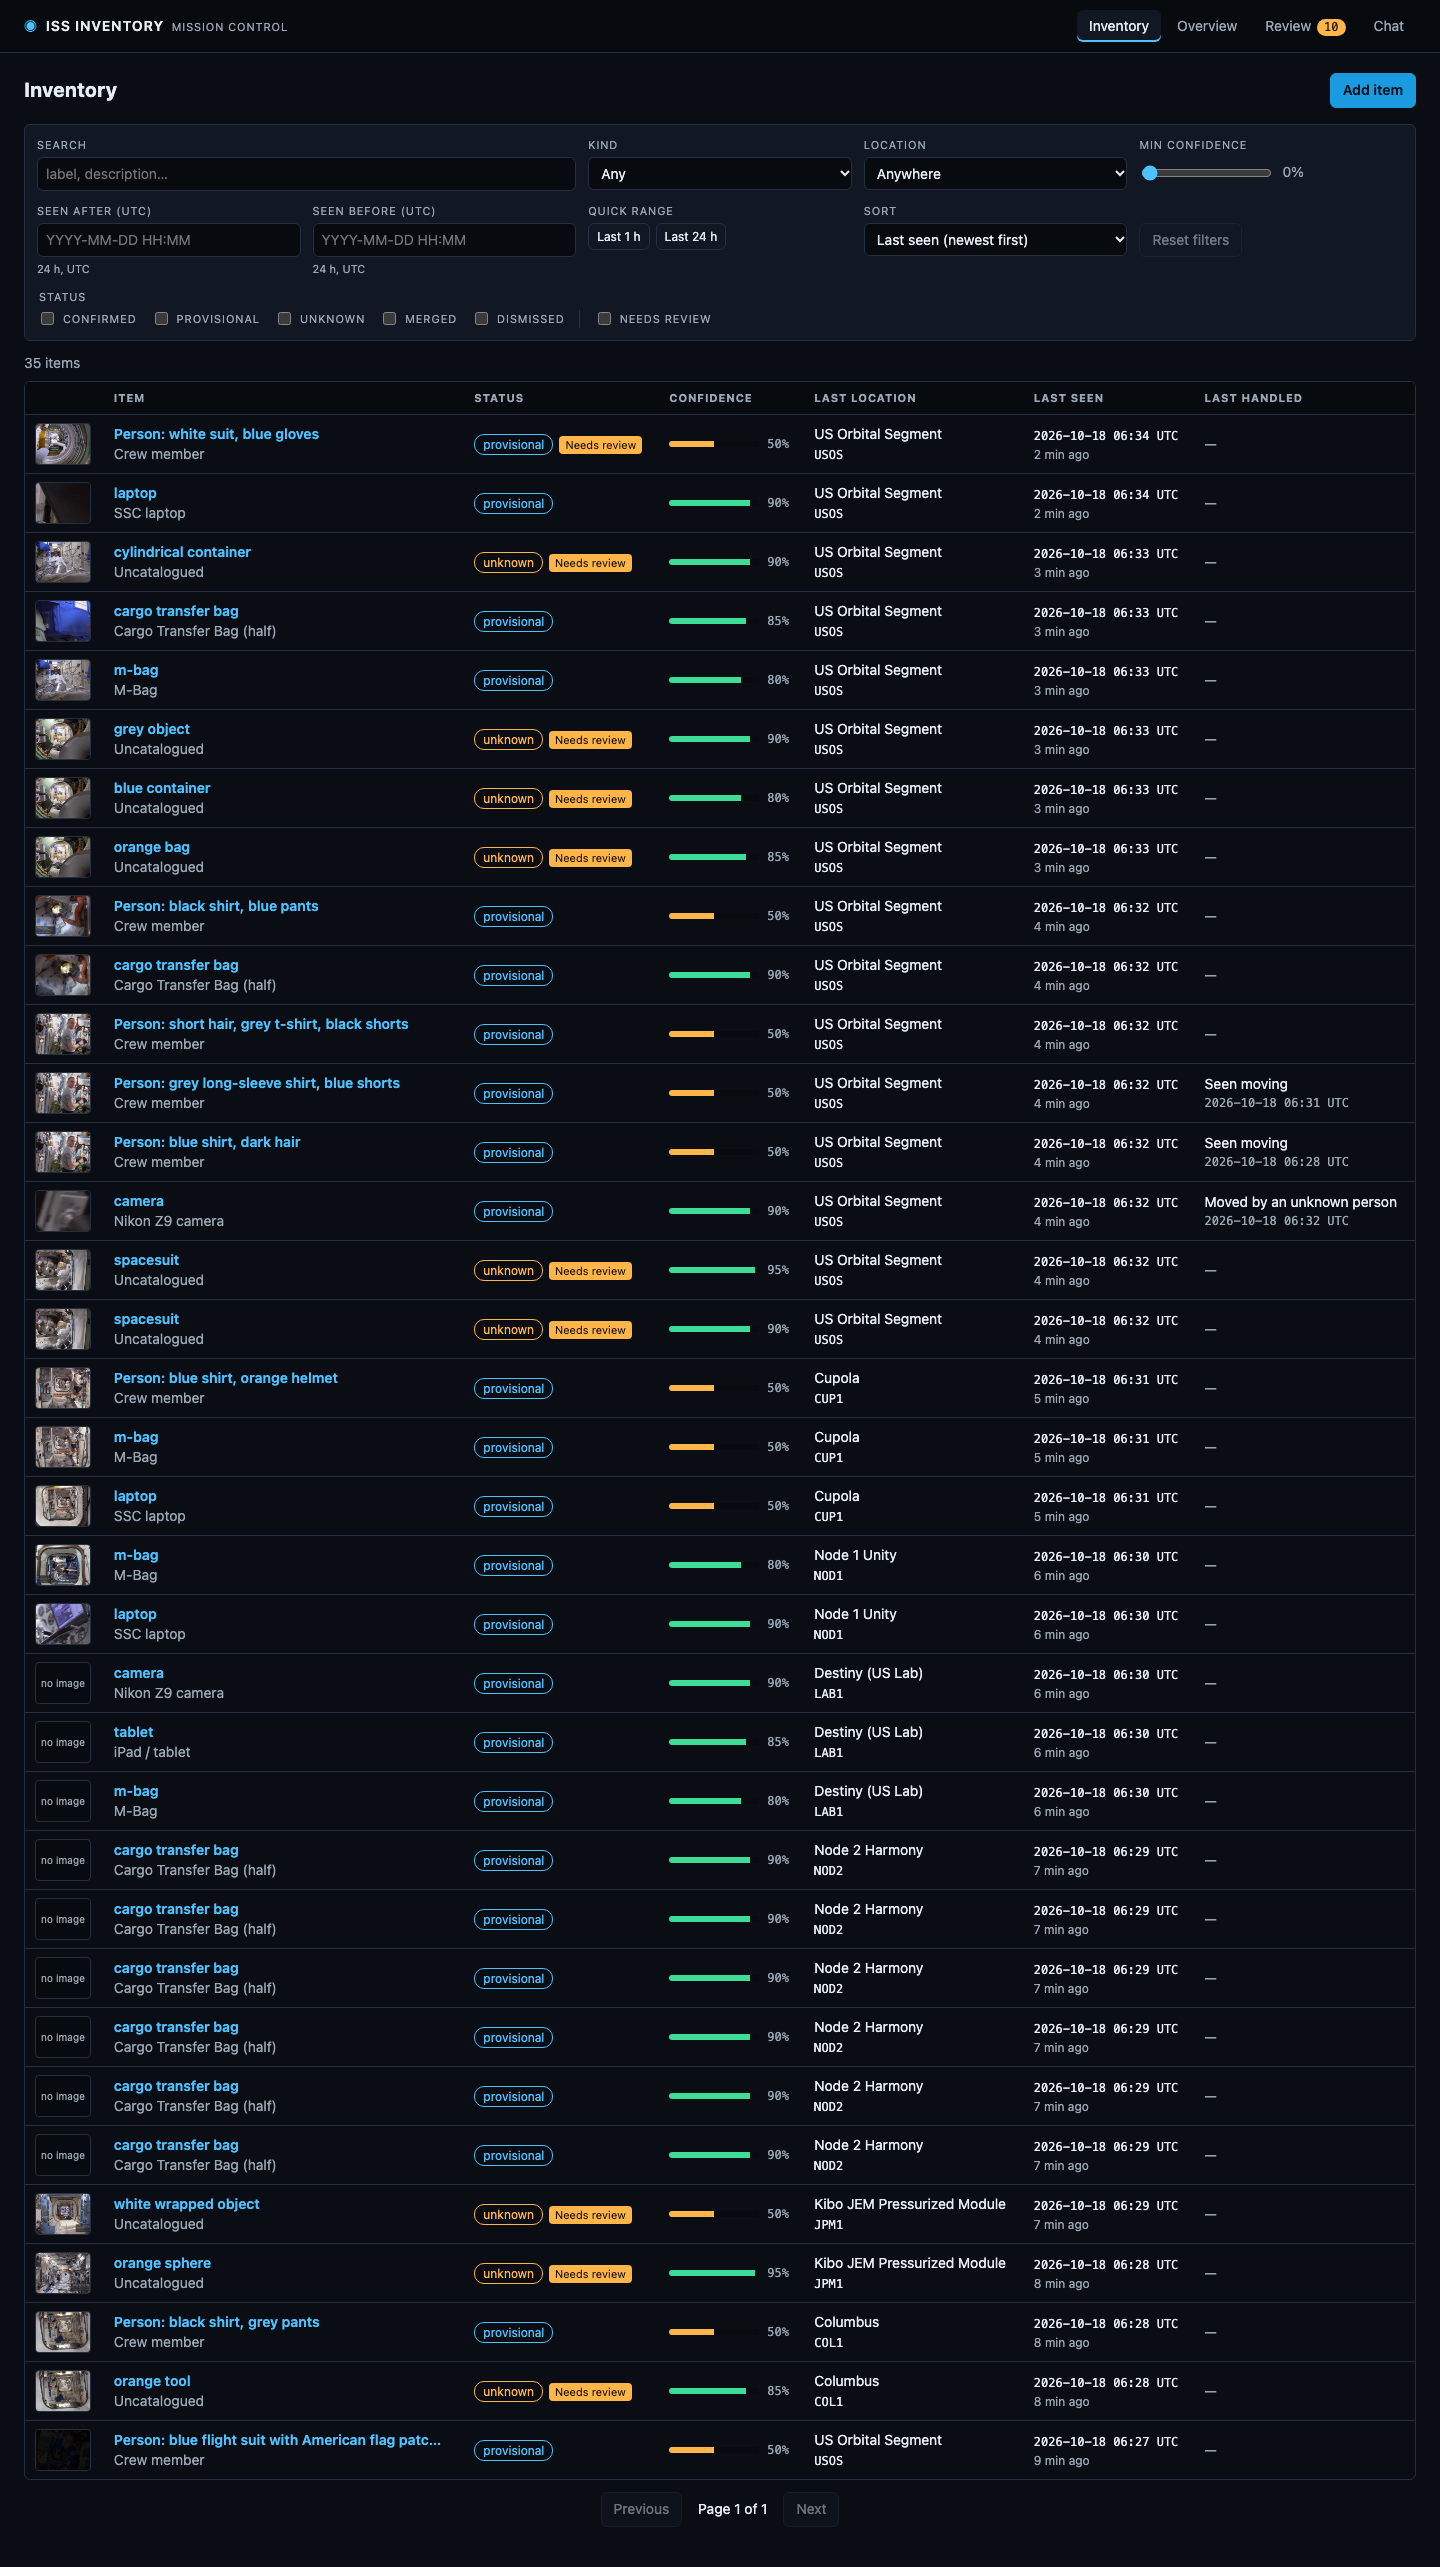 ISS INVENTORY MISSION CONTROL
Inventory Overview Review 10 Chat
Inventory
Add item
SEARCH KIND LOCATION MIN CONFIDENCE
label, description... Any Anywhere 0%
SEEN AFTER (UTC) SEEN BEFORE (UTC) QUICK RANGE SORT
YYYY-MM-DD HH:MM YYYY-MM-DD HH:MM Last 1 h Last 24 h Last seen (newest first) Reset filters
24 h, UTC 24 h, UTC
STATUS
CONFIRMED PROVISIONAL UNKNOWN MERGED DISMISSED NEEDS REVIEW
35 items
ITEM STATUS CONFIDENCE LAST LOCATION LAST SEEN LAST HANDLED
Person: white suit, blue gloves provisional Needs review 50% US Orbital Segment 2026-10-18 06:34 UTC —
Crew member USOS 2 min ago
laptop provisional 90% US Orbital Segment 2026-10-18 06:34 UTC —
SSC laptop USOS 2 min ago
cylindrical container unknown Needs review 90% US Orbital Segment 2026-10-18 06:33 UTC —
Uncatalogued USOS 3 min ago
cargo transfer bag provisional 85% US Orbital Segment 2026-10-18 06:33 UTC —
Cargo Transfer Bag (half) USOS 3 min ago
m-bag provisional 80% US Orbital Segment 2026-10-18 06:33 UTC —
M-Bag USOS 3 min ago
grey object unknown Needs review 90% US Orbital Segment 2026-10-18 06:33 UTC —
Uncatalogued USOS 3 min ago
blue container unknown Needs review 80% US Orbital Segment 2026-10-18 06:33 UTC —
Uncatalogued USOS 3 min ago
orange bag unknown Needs review 85% US Orbital Segment 2026-10-18 06:33 UTC —
Uncatalogued USOS 3 min ago
Person: black shirt, blue pants provisional 50% US Orbital Segment 2026-10-18 06:32 UTC —
Crew member USOS 4 min ago
cargo transfer bag provisional 90% US Orbital Segment 2026-10-18 06:32 UTC —
Cargo Transfer Bag (half) USOS 4 min ago
Person: short hair, grey t-shirt, black shorts provisional 50% US Orbital Segment 2026-10-18 06:32 UTC —
Crew member USOS 4 min ago
Person: grey long-sleeve shirt, blue shorts provisional 50% US Orbital Segment 2026-10-18 06:32 UTC Seen moving
Crew member USOS 4 min ago 2026-10-18 06:31 UTC
Person: blue shirt, dark hair provisional 50% US Orbital Segment 2026-10-18 06:32 UTC Seen moving
Crew member USOS 4 min ago 2026-10-18 06:28 UTC
camera provisional 90% US Orbital Segment 2026-10-18 06:32 UTC Moved by an unknown person
Nikon Z9 camera USOS 4 min ago 2026-10-18 06:32 UTC
spacesuit unknown Needs review 95% US Orbital Segment 2026-10-18 06:32 UTC —
Uncatalogued USOS 4 min ago
spacesuit unknown Needs review 90% US Orbital Segment 2026-10-18 06:32 UTC —
Uncatalogued USOS 4 min ago
Person: blue shirt, orange helmet provisional 50% Cupola 2026-10-18 06:31 UTC —
Crew member CUP1 5 min ago
m-bag provisional 50% Cupola 2026-10-18 06:31 UTC —
M-Bag CUP1 5 min ago
laptop provisional 50% Cupola 2026-10-18 06:31 UTC —
SSC laptop CUP1 5 min ago
m-bag provisional 80% Node 1 Unity 2026-10-18 06:30 UTC —
M-Bag NOD1 6 min ago
laptop provisional 90% Node 1 Unity 2026-10-18 06:30 UTC —
SSC laptop NOD1 6 min ago
no image camera provisional 90% Destiny (US Lab) 2026-10-18 06:30 UTC —
Nikon Z9 camera LAB1 6 min ago
no image tablet provisional 85% Destiny (US Lab) 2026-10-18 06:30 UTC —
iPad / tablet LAB1 6 min ago
no image m-bag provisional 80% Destiny (US Lab) 2026-10-18 06:30 UTC —
M-Bag LAB1 6 min ago
no image cargo transfer bag provisional 90% Node 2 Harmony 2026-10-18 06:29 UTC —
Cargo Transfer Bag (half) NOD2 7 min ago
no image cargo transfer bag provisional 90% Node 2 Harmony 2026-10-18 06:29 UTC —
Cargo Transfer Bag (half) NOD2 7 min ago
no image cargo transfer bag provisional 90% Node 2 Harmony 2026-10-18 06:29 UTC —
Cargo Transfer Bag (half) NOD2 7 min ago
no image cargo transfer bag provisional 90% Node 2 Harmony 2026-10-18 06:29 UTC —
Cargo Transfer Bag (half) NOD2 7 min ago
no image cargo transfer bag provisional 90% Node 2 Harmony 2026-10-18 06:29 UTC —
Cargo Transfer Bag (half) NOD2 7 min ago
no image cargo transfer bag provisional 90% Node 2 Harmony 2026-10-18 06:29 UTC —
Cargo Transfer Bag (half) NOD2 7 min ago
white wrapped object unknown Needs review 50% Kibo JEM Pressurized Module 2026-10-18 06:29 UTC —
Uncatalogued JPM1 7 min ago
orange sphere unknown Needs review 95% Kibo JEM Pressurized Module 2026-10-18 06:28 UTC —
Uncatalogued JPM1 8 min ago
Person: black shirt, grey pants provisional 50% Columbus 2026-10-18 06:28 UTC —
Crew member COL1 8 min ago
orange tool unknown Needs review 85% Columbus 2026-10-18 06:28 UTC —
Uncatalogued COL1 8 min ago
Person: blue flight suit with American flag patc... provisional 50% US Orbital Segment 2026-10-18 06:27 UTC —
Crew member USOS 9 min ago
Previous Page 1 of 1 Next